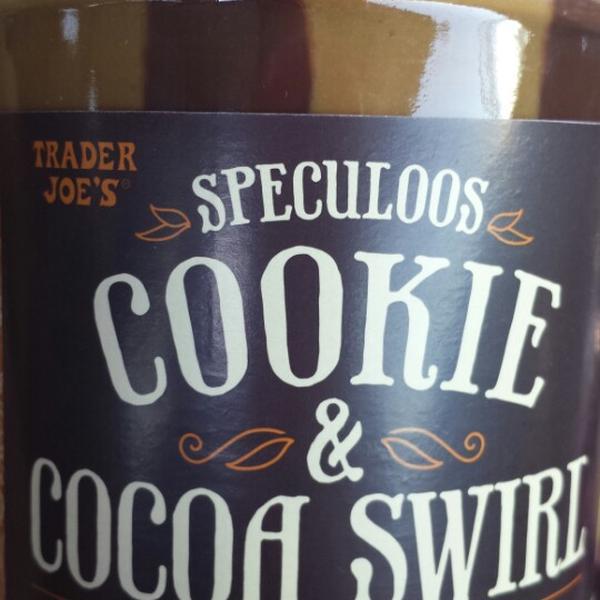 TRADER
JOE'S®
SPECULOOS
COOKIE
&
COCOA SWIRL